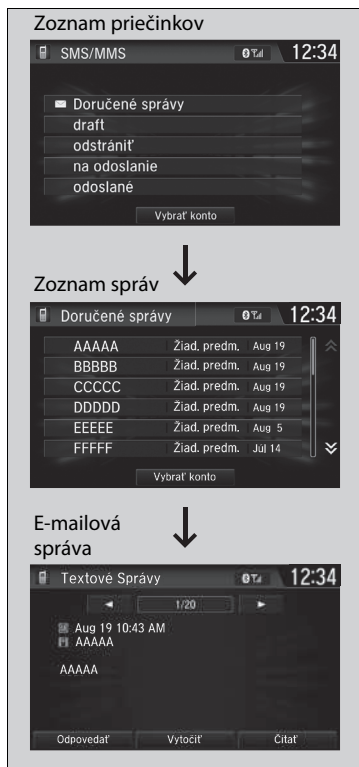 Zoznam priečinkov
SMS/MMS 12:34
Doručené správy
draft
odstrániť
na odoslanie
odoslané
Vybrať konto
Zoznam správ
Doručené správy 12:34
AAAAA Žiad. predm. Aug 19
BBBBB Žiad. predm. Aug 19
CCCCC Žiad. predm. Aug 19
DDDDD Žiad. predm. Aug 19
EEEEE Žiad. predm. Aug 5
FFFFF Žiad. predm. Júl 14
Vybrať konto
E-mailová
správa
Textové Správy 12:34
1/20
Aug 19 10:43 AM
AAAAA
AAAAA
Odpovedať Vytočiť Čítať